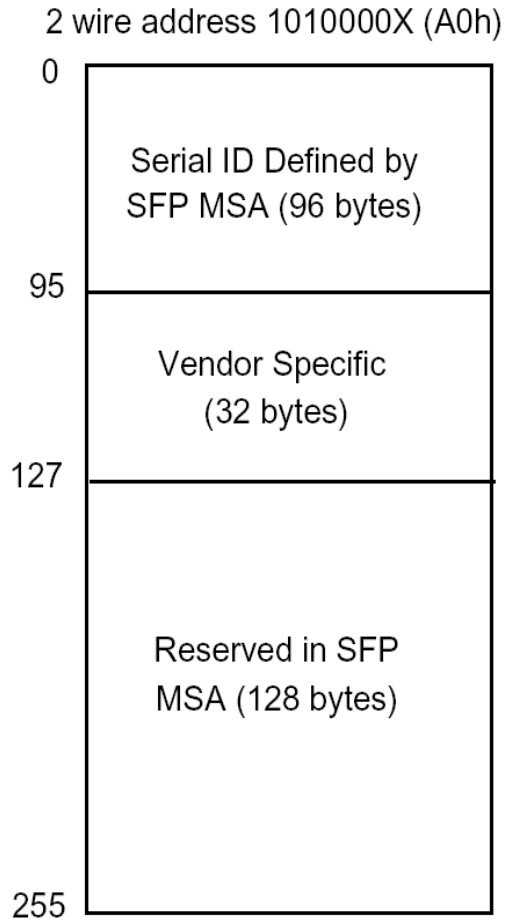 2 wire address 1010000X (A0h)
0
Serial ID Defined by
SFP MSA (96 bytes)
95
Vendor Specific
(32 bytes)
127
Reserved in SFP
MSA (128 bytes)
255